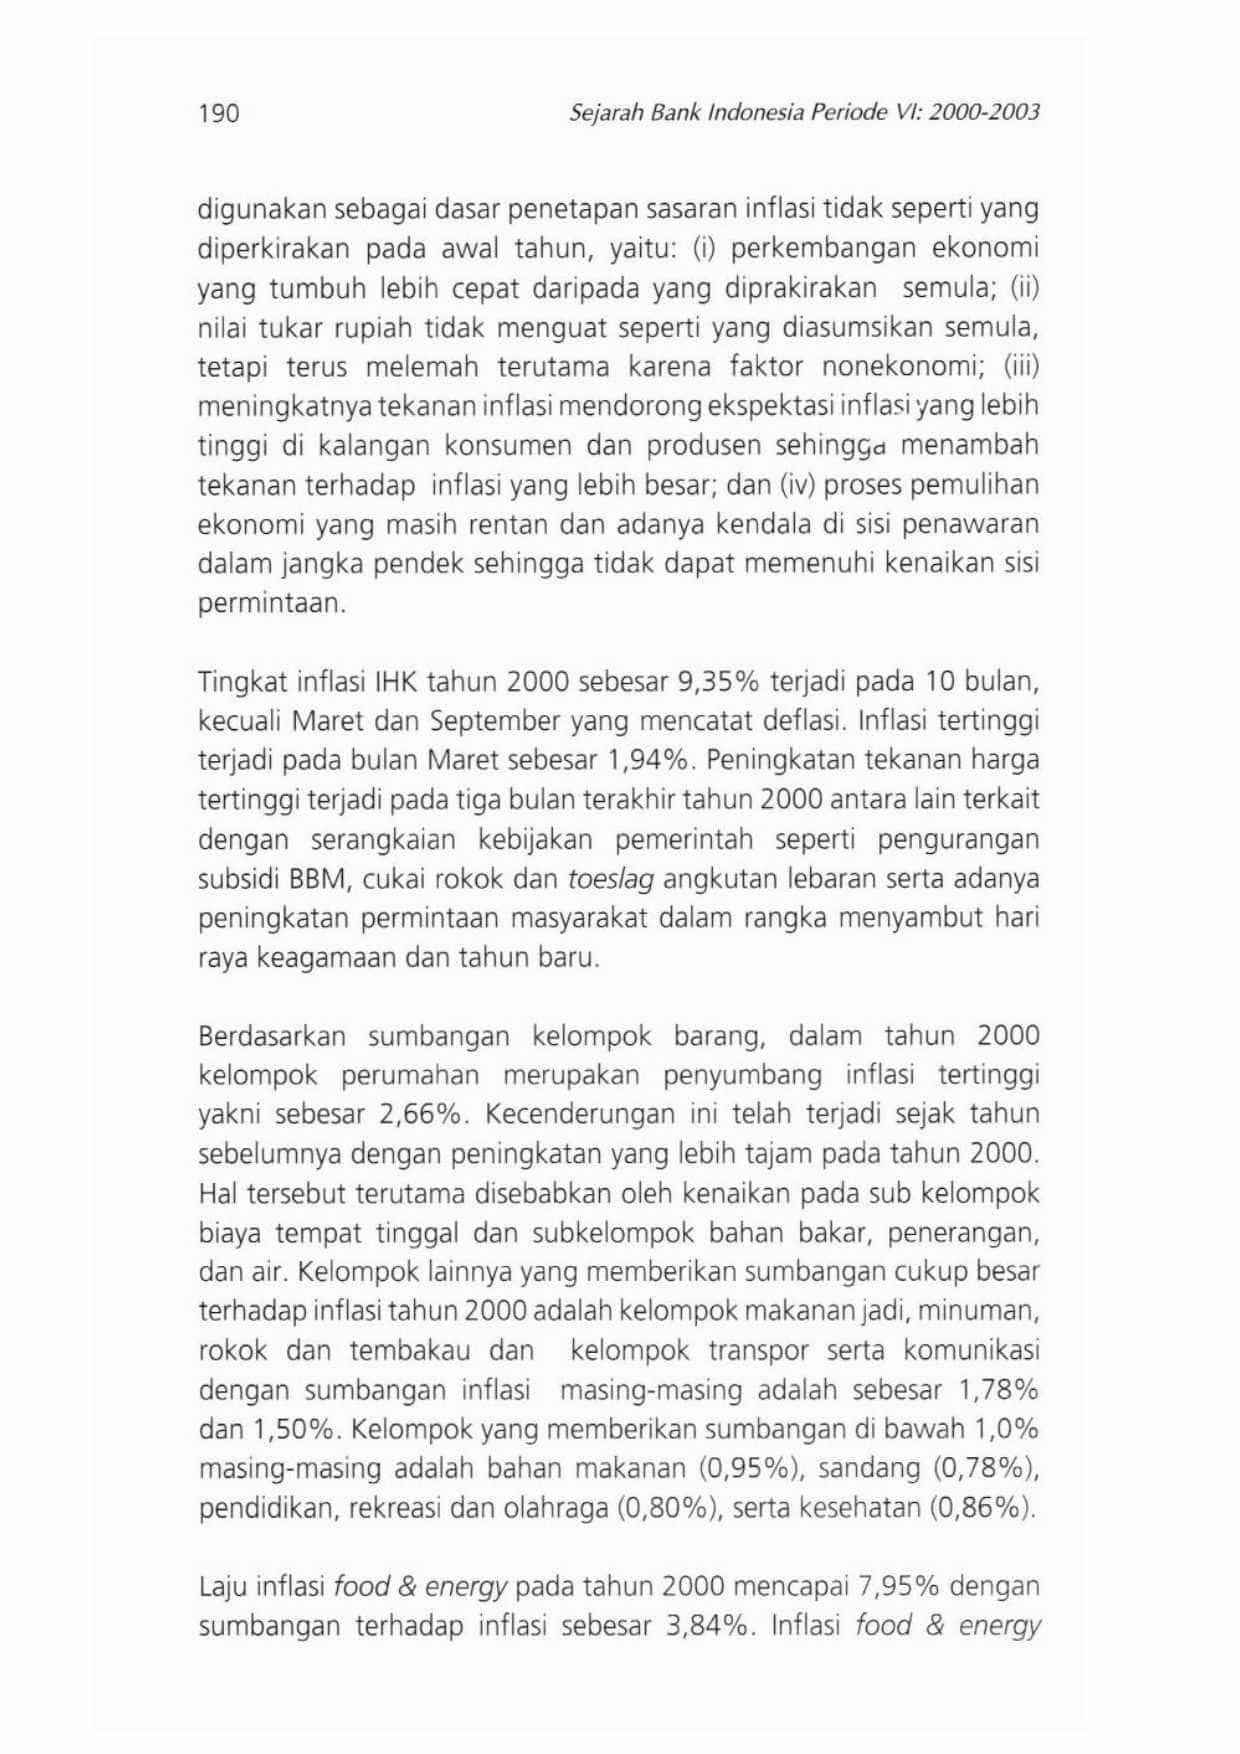 190
Sejarah Bank Indonesia Periode VI: 2000-2003
digunakan sebagai dasar penetapan sasaran inflasi tidak seperti yang
diperkirakan pada awal tahun, yaitu: (i) perkembangan ekonomi
yang tumbuh lebih cepat daripada yang diprakirakan semula; (ii)
nilai tukar rupiah tidak menguat seperti yang diasumsikan semula,
tetapi terus melemah terutama karena faktor nonekonomi; (iii)
meningkatnya tekanan inflasi mendorong ekspektasi inflasi yang lebih
tinggi di kalangan konsumen dan produsen sehingga menambah
tekanan terhadap inflasi yang lebih besar; dan (iv) proses pemulihan
ekonomi yang masih rentan dan adanya kendala di sisi penawaran
dalam jangka pendek sehingga tidak dapat memenuhi kenaikan sisi
permintaan.
Tingkat inflasi IHK tahun 2000 sebesar 9,35% terjadi pada 10 bulan,
kecuali Maret dan September yang mencatat deflasi. Inflasi tertinggi
terjadi pada bulan Maret sebesar 1,94%. Peningkatan tekanan harga
tertinggi terjadi pada tiga bulan terakhir tahun 2000 antara lain terkait
dengan serangkaian kebijakan pemerintah seperti pengurangan
subsidi BBM, cukai rokok dan toeslag angkutan lebaran serta adanya
peningkatan permintaan masyarakat dalam rangka menyambut hari
raya keagamaan dan tahun baru.
Berdasarkan sumbangan kelompok barang, dalam tahun 2000
kelompok perumahan merupakan penyumbang inflasi tertinggi
yakni sebesar 2,66%. Kecenderungan ini telah terjadi sejak tahun
sebelumnya dengan peningkatan yang lebih tajam pada tahun 2000.
Hal tersebut terutama disebabkan oleh kenaikan pada sub kelompok
biaya tempat tinggal dan subkelompok bahan bakar, penerangan,
dan air. Kelompok lainnya yang memberikan sumbangan cukup besar
terhadap inflasi tahun 2000 adalah kelompok makanan jadi, minuman,
rokok dan tembakau dan kelompok transpor serta komunikasi
dengan sumbangan inflasi masing-masing adalah sebesar 1,78%
dan 1,50%. Kelompok yang memberikan sumbangan di bawah 1,0%
masing-masing adalah bahan makanan (0,95%), sandang (0,78%),
pendidikan, rekreasi dan olahraga (0,80%), serta kesehatan (0,86%).
Laju inflasi food & energy pada tahun 2000 mencapai 7,95% dengan
sumbangan terhadap inflasi sebesar 3,84%. Inflasi food & energy